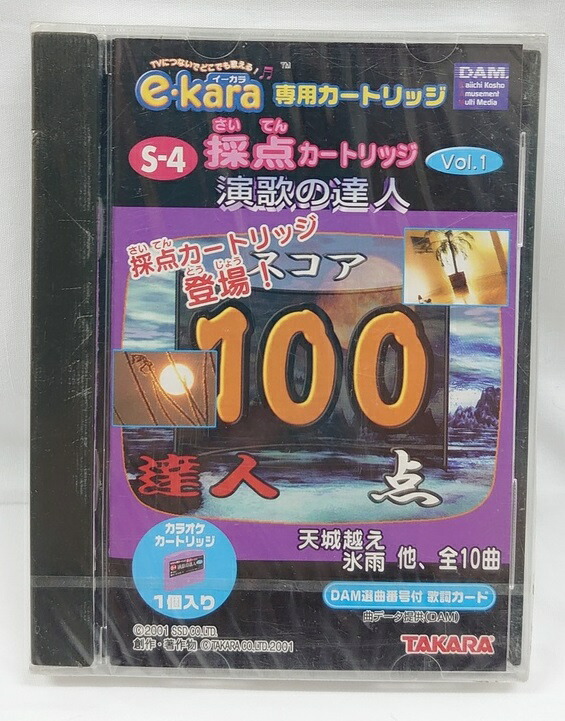 TVにつないでどこでも歌える!
イーカラ
e・kara™ 専用カートリッジ
DAM
aiichi Kosho
musement
ulti Media
さい てん
S-4 採点カートリッジ Vol.1
演歌の達人
さい てん
採点カートリッジ
とう じょう
登場!
スコア
100
達人 点
天城越え
氷雨 他、全10曲
カラオケ
カートリッジ
1個入り
DAM選曲番号付 歌詞カード
曲データ提供(DAM)
©2001 SSD CO.LTD.
創作・著作物 ©TAKARA CO.,LTD.2001
TAKARA